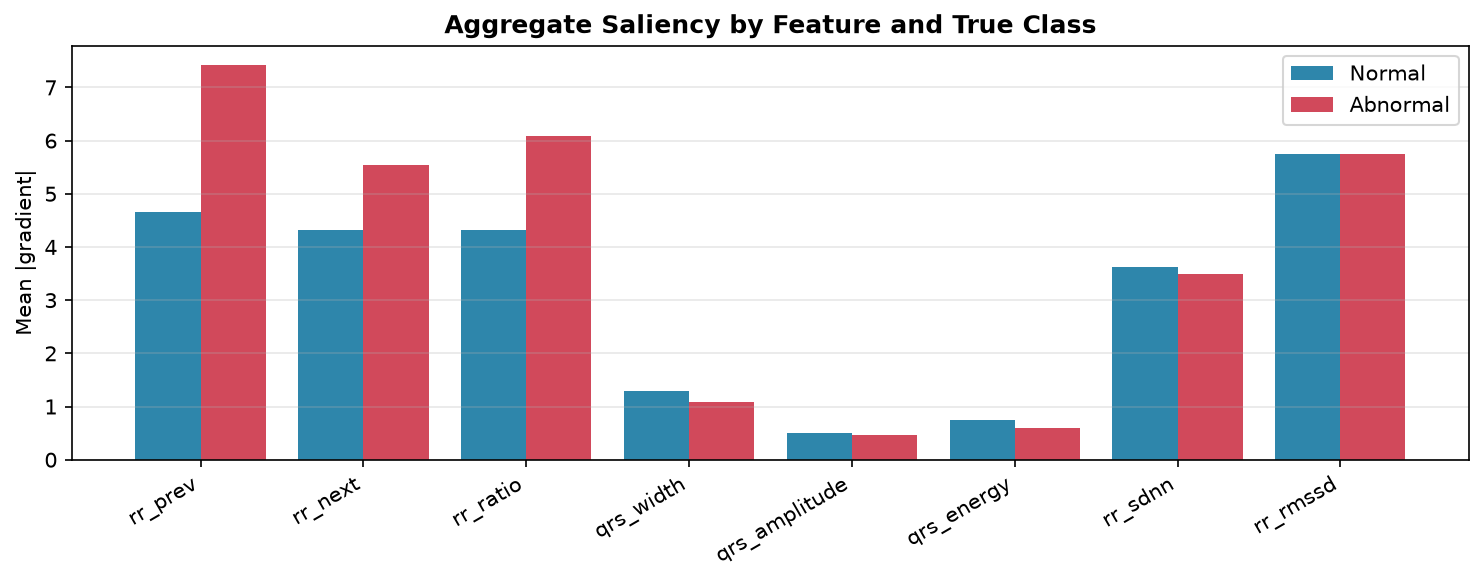 Aggregate Saliency by Feature and True Class
Mean |gradient|
7
6
5
4
3
2
1
0
Normal
Abnormal
rr_prev
rr_next
rr_ratio
qrs_width
qrs_amplitude
qrs_energy
rr_sdnn
rr_rmssd